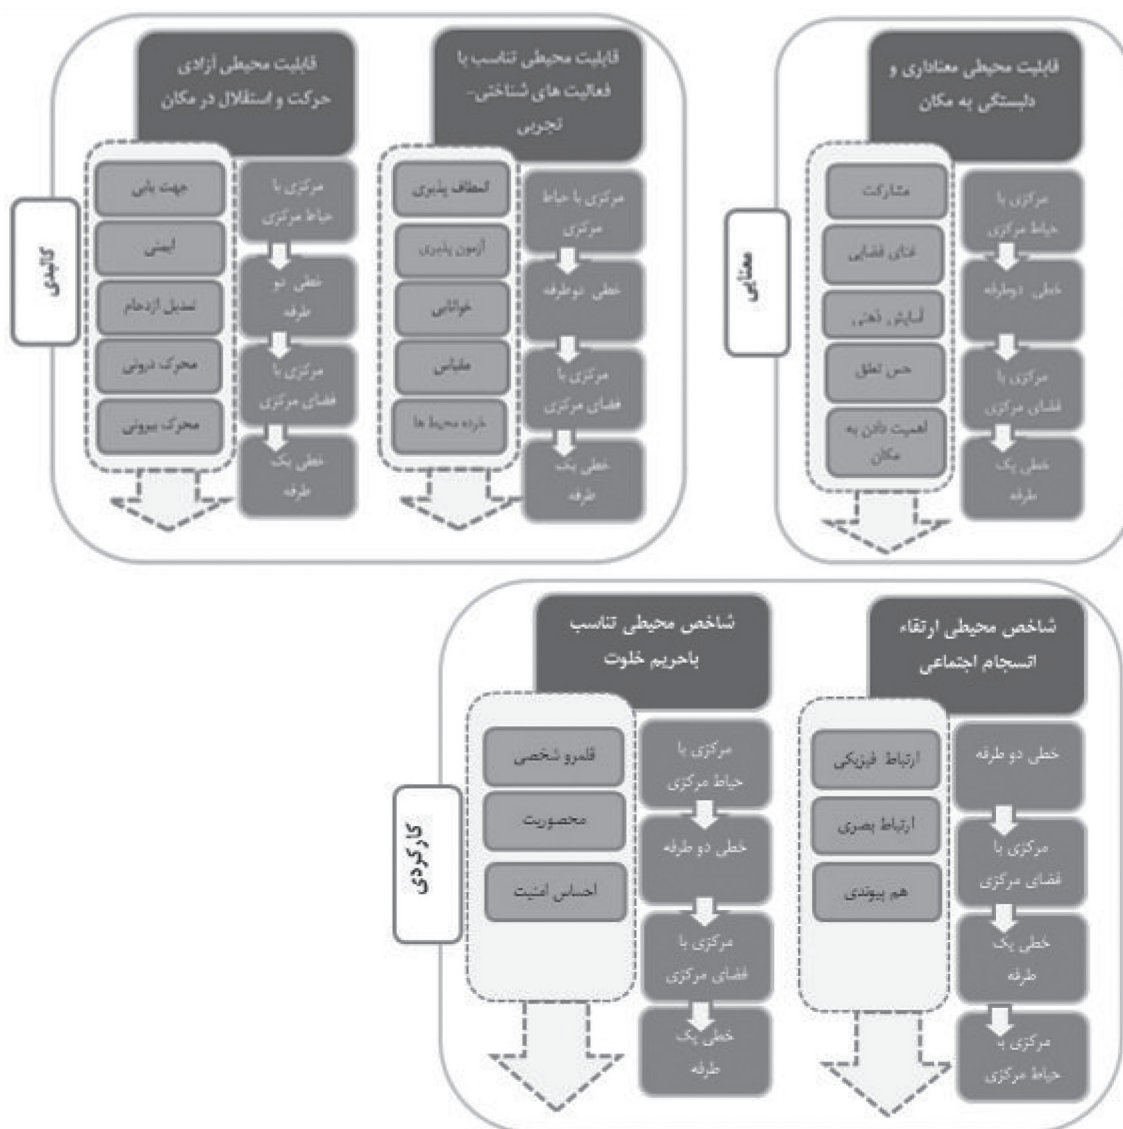 قابلیت محیطی معناداری و
دلبستگی به مکان
مرکزی با
حیاط مرکزی
خطی دوطرفه
مرکزی با
فضای مرکزی
خطی یک
طرفه
مشارکت
غنای فضایی
آسایش ذهنی
حس تعلق
اهمیت دادن به
مکان
معنایی
قابلیت محیطی تناسب با
فعالیت های شناختی-
تجربی
مرکزی با حیاط
مرکزی
خطی دوطرفه
مرکزی با
فضای مرکزی
خطی یک
طرفه
انعطاف پذیری
آزمون پذیری
خوانایی
مقیاس
خرده محیط ها
قابلیت محیطی آزادی
حرکت و استقلال در مکان
مرکزی با
حیاط مرکزی
خطی دو
طرفه
مرکزی با
فضای مرکزی
خطی یک
طرفه
جهت یابی
ایمنی
تعدیل ازدحام
محرک درونی
محرک بیرونی
کالبدی
شاخص محیطی ارتقاء
انسجام اجتماعی
خطی دو طرفه
مرکزی با
فضای مرکزی
خطی یک
طرفه
مرکزی با
حیاط مرکزی
ارتباط فیزیکی
ارتباط بصری
هم پیوندی
شاخص محیطی تناسب
باحریم خلوت
مرکزی با
حیاط مرکزی
خطی دو طرفه
مرکزی با
فضای مرکزی
خطی یک
طرفه
قلمرو شخصی
محصوریت
احساس امنیت
کارکردی